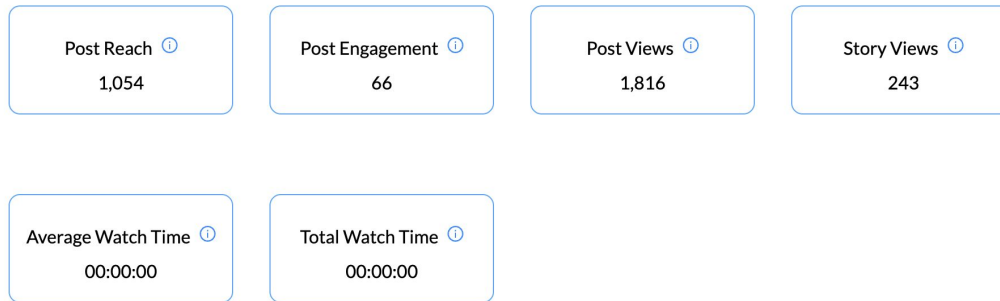 Post Reach
1,054
Post Engagement
66
Post Views
1,816
Story Views
243
Average Watch Time
00:00:00
Total Watch Time
00:00:00